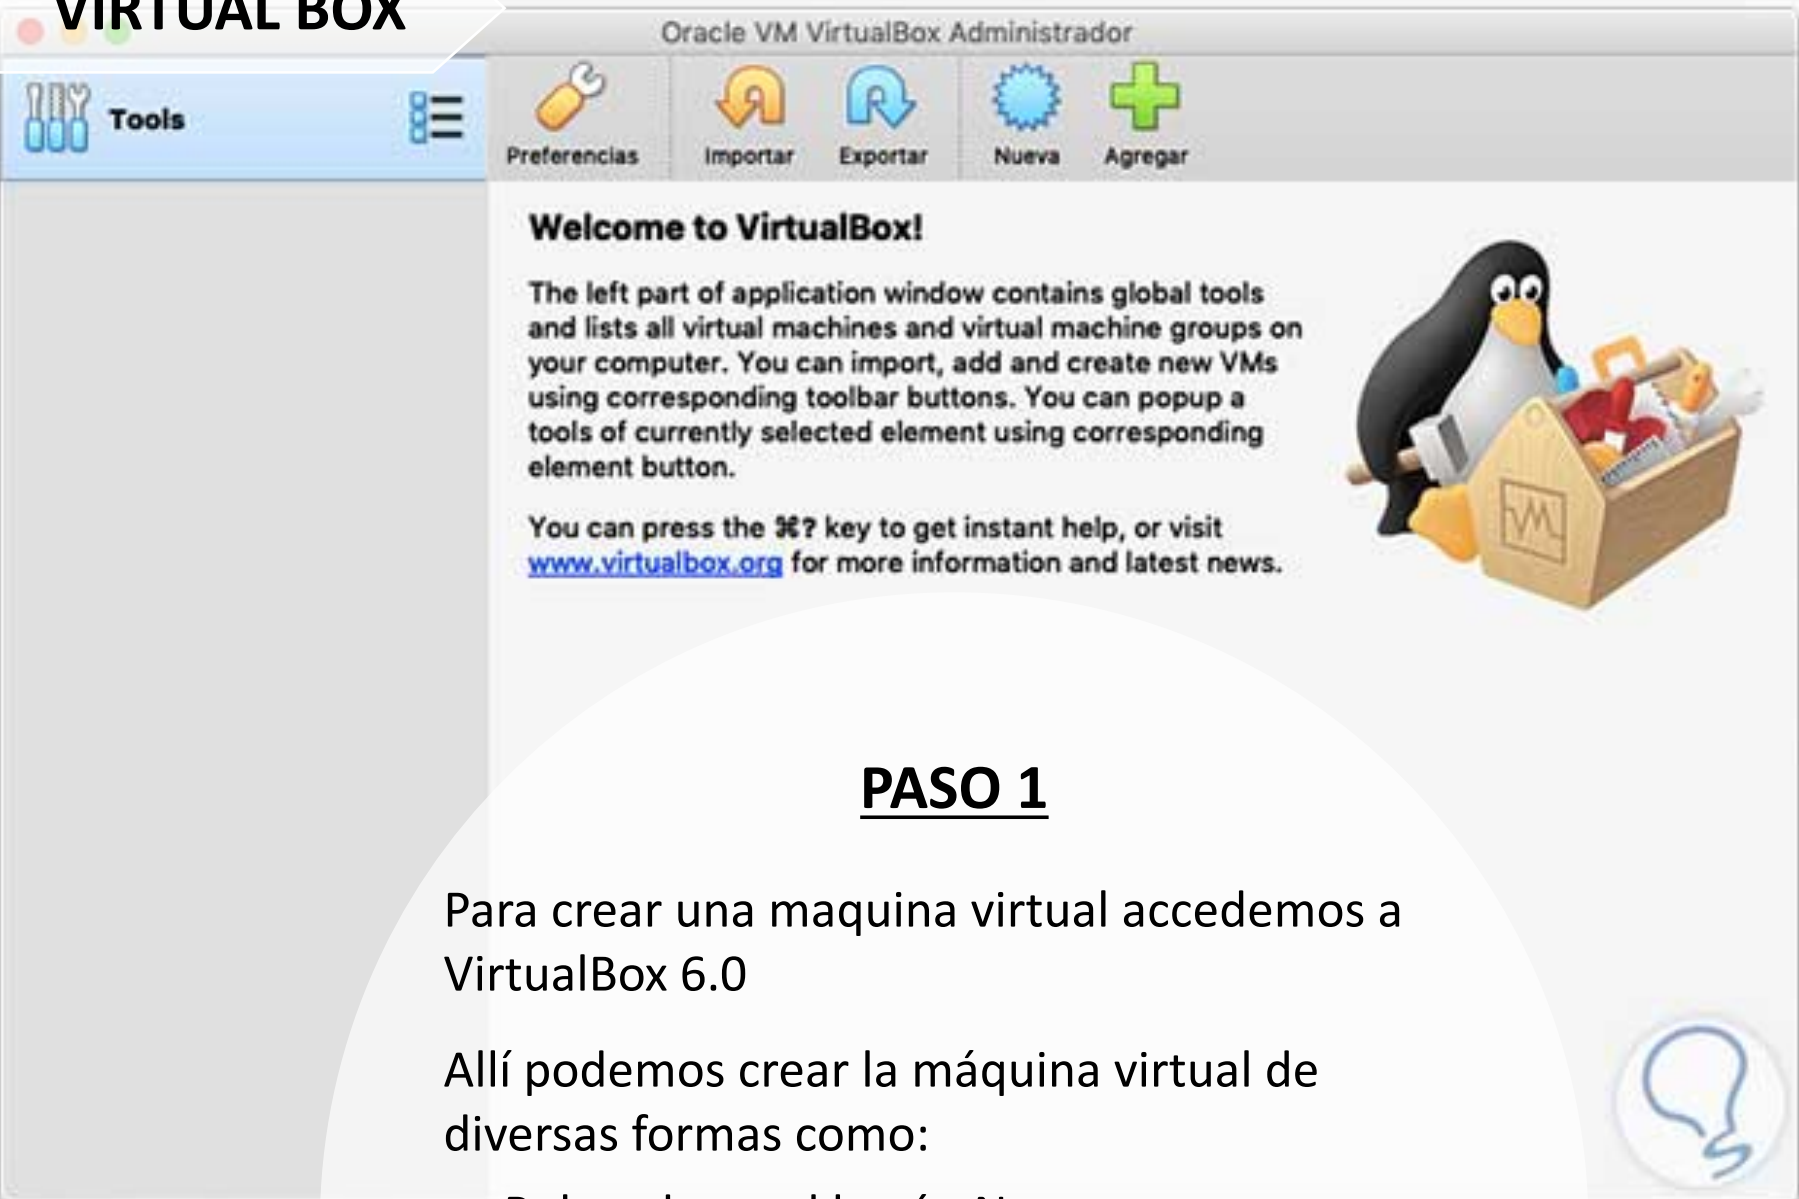 VIRTUAL BOX
Oracle VM VirtualBox Administrador
Tools
Preferencias
Importar
Exportar
Nueva
Agregar
Welcome to VirtualBox!
The left part of application window contains global tools
and lists all virtual machines and virtual machine groups on
your computer. You can import, add and create new VMs
using corresponding toolbar buttons. You can popup a
tools of currently selected element using corresponding
element button.
You can press the ⌘? key to get instant help, or visit
www.virtualbox.org for more information and latest news.
PASO 1
Para crear una maquina virtual accedemos a
VirtualBox 6.0
Allí podemos crear la máquina virtual de
diversas formas como: